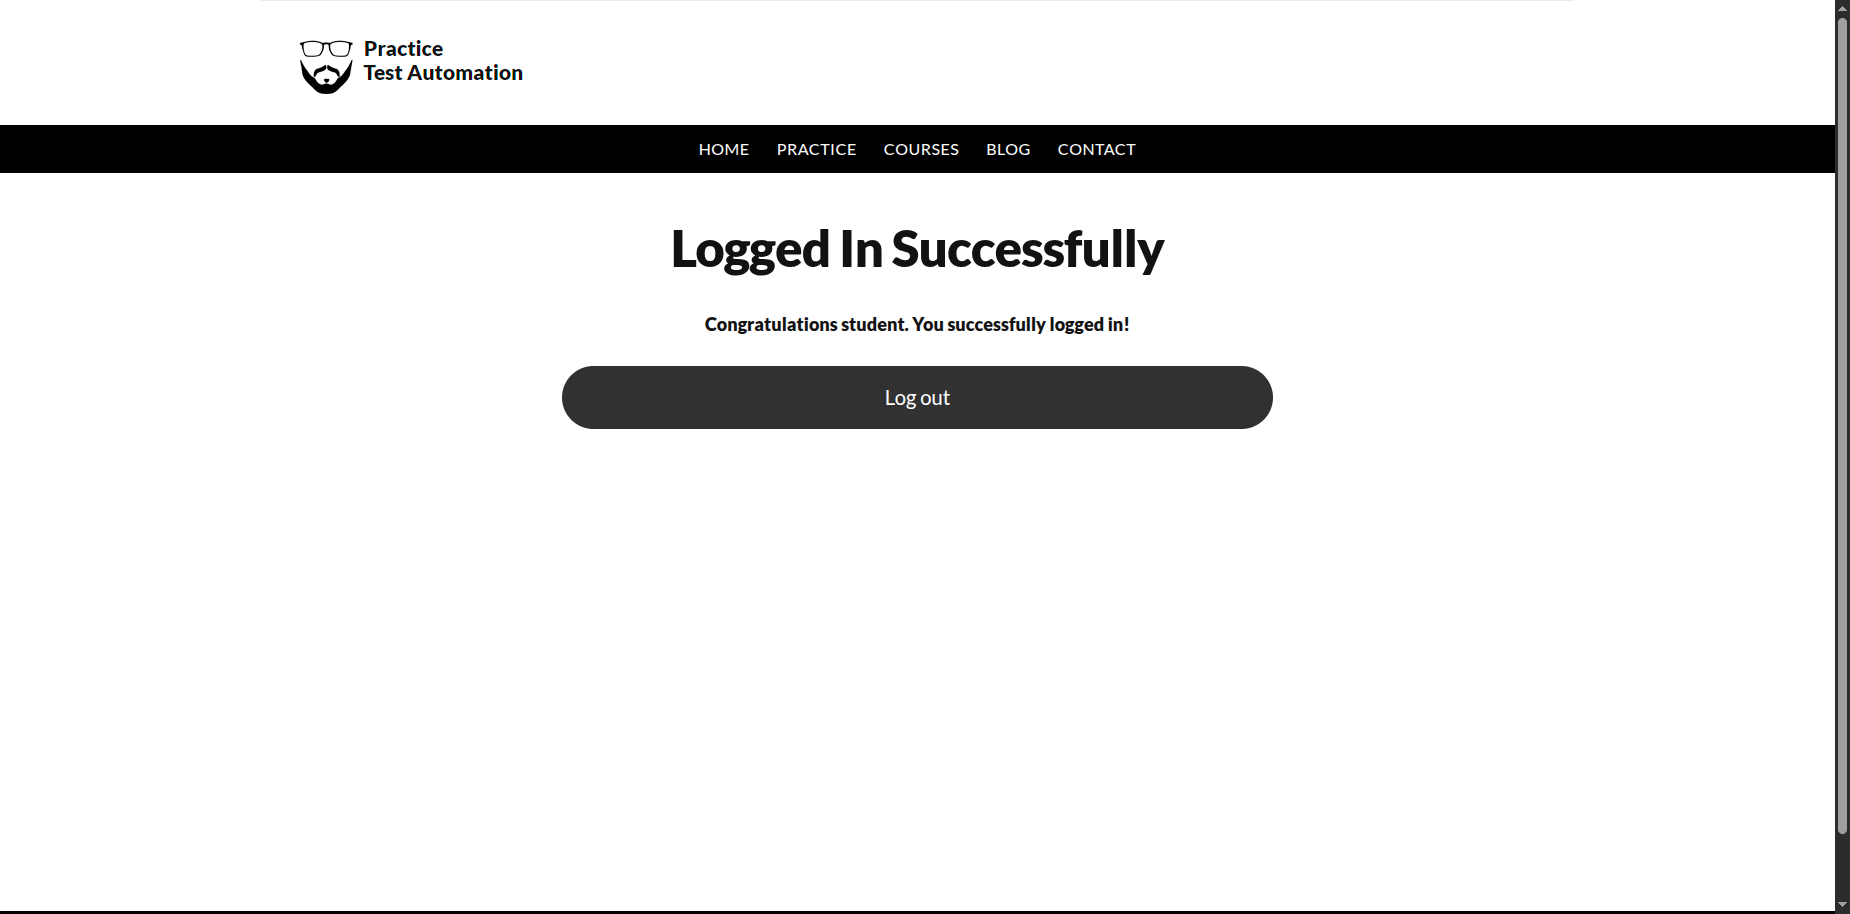 Practice
Test Automation
HOME PRACTICE COURSES BLOG CONTACT
Logged In Successfully
Congratulations student. You successfully logged in!
Log out